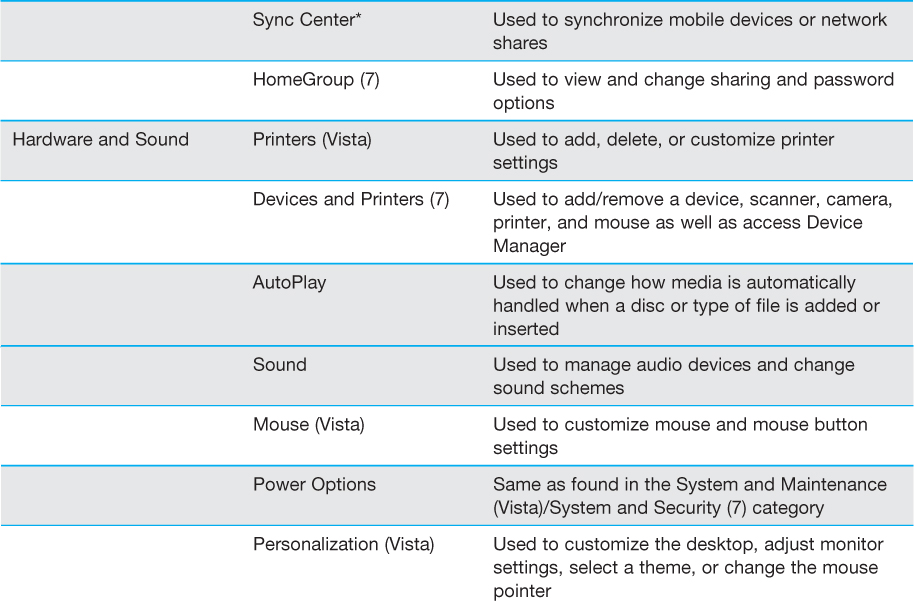 Sync Center* Used to synchronize mobile devices or network
shares
HomeGroup (7) Used to view and change sharing and password
options
Hardware and Sound Printers (Vista) Used to add, delete, or customize printer
settings
Devices and Printers (7) Used to add/remove a device, scanner, camera,
printer, and mouse as well as access Device
Manager
AutoPlay Used to change how media is automatically
handled when a disc or type of file is added or
inserted
Sound Used to manage audio devices and change
sound schemes
Mouse (Vista) Used to customize mouse and mouse button
settings
Power Options Same as found in the System and Maintenance
(Vista)/System and Security (7) category
Personalization (Vista) Used to customize the desktop, adjust monitor
settings, select a theme, or change the mouse
pointer